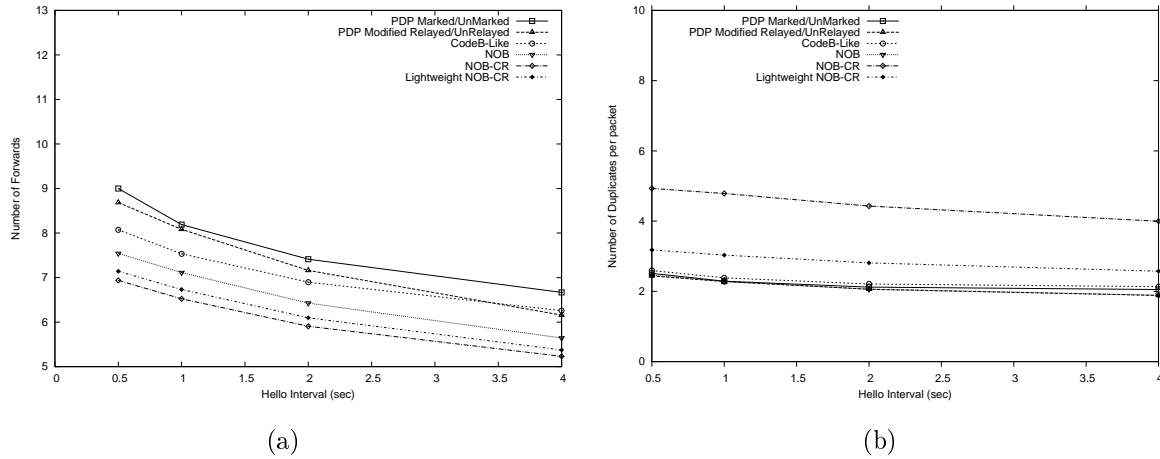 13
12
11
10
9
8
7
6
5
Number of Forwards
0
0.5
1
1.5
2
2.5
3
3.5
4
Hello Interval (sec)
PDP Marked/UnMarked
PDP Modified Relayed/UnRelayed
CodeB-Like
NOB
NOB-CR
Lightweight NOB-CR
(a)
10
8
6
4
2
0
Number of Duplicates per packet
0.5
1
1.5
2
2.5
3
3.5
4
Hello Interval (sec)
PDP Marked/UnMarked
PDP Modified Relayed/UnRelayed
CodeB-Like
NOB
NOB-CR
Lightweight NOB-CR
(b)